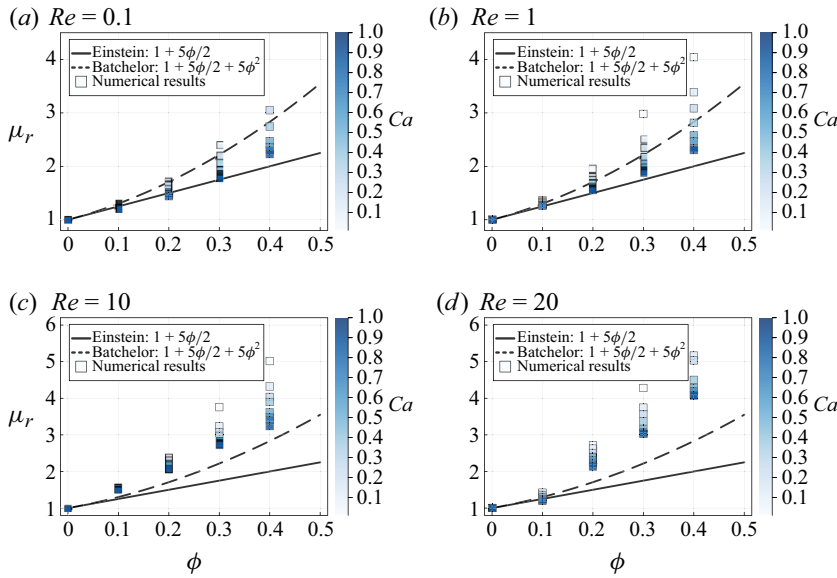 (a) Re = 0.1
(b) Re = 1
4
3
2
1
μr
Einstein: 1 + 5ϕ/2
Batchelor: 1 + 5ϕ/2 + 5ϕ²
Numerical results
0 0.1 0.2 0.3 0.4 0.5
1.0
0.9
0.8
0.7
0.6
0.5
0.4
0.3
0.2
0.1
4
3
2
1
Einstein: 1 + 5ϕ/2
Batchelor: 1 + 5ϕ/2 + 5ϕ²
Numerical results
0 0.1 0.2 0.3 0.4 0.5
Ca
1.0
0.9
0.8
0.7
0.6
0.5
0.4
0.3
0.2
0.1
(c) Re = 10
(d) Re = 20
6
5
4
3
2
1
μr
Einstein: 1 + 5ϕ/2
Batchelor: 1 + 5ϕ/2 + 5ϕ²
Numerical results
0 0.1 0.2 0.3 0.4 0.5
ϕ
1.0
0.9
0.8
0.7
0.6
0.5
0.4
0.3
0.2
0.1
Ca
6
5
4
3
2
1
Einstein: 1 + 5ϕ/2
Batchelor: 1 + 5ϕ/2 + 5ϕ²
Numerical results
0 0.1 0.2 0.3 0.4 0.5
ϕ
1.0
0.9
0.8
0.7
0.6
0.5
0.4
0.3
0.2
0.1
Ca